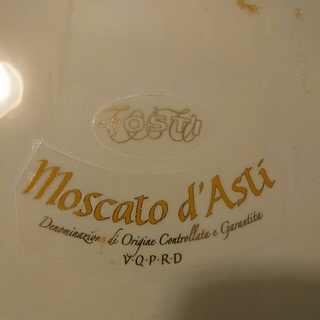 TOSTI
Moscato d'Asti
Denominazione di Origine Controllata e Garantita
V·Q·P·R·D